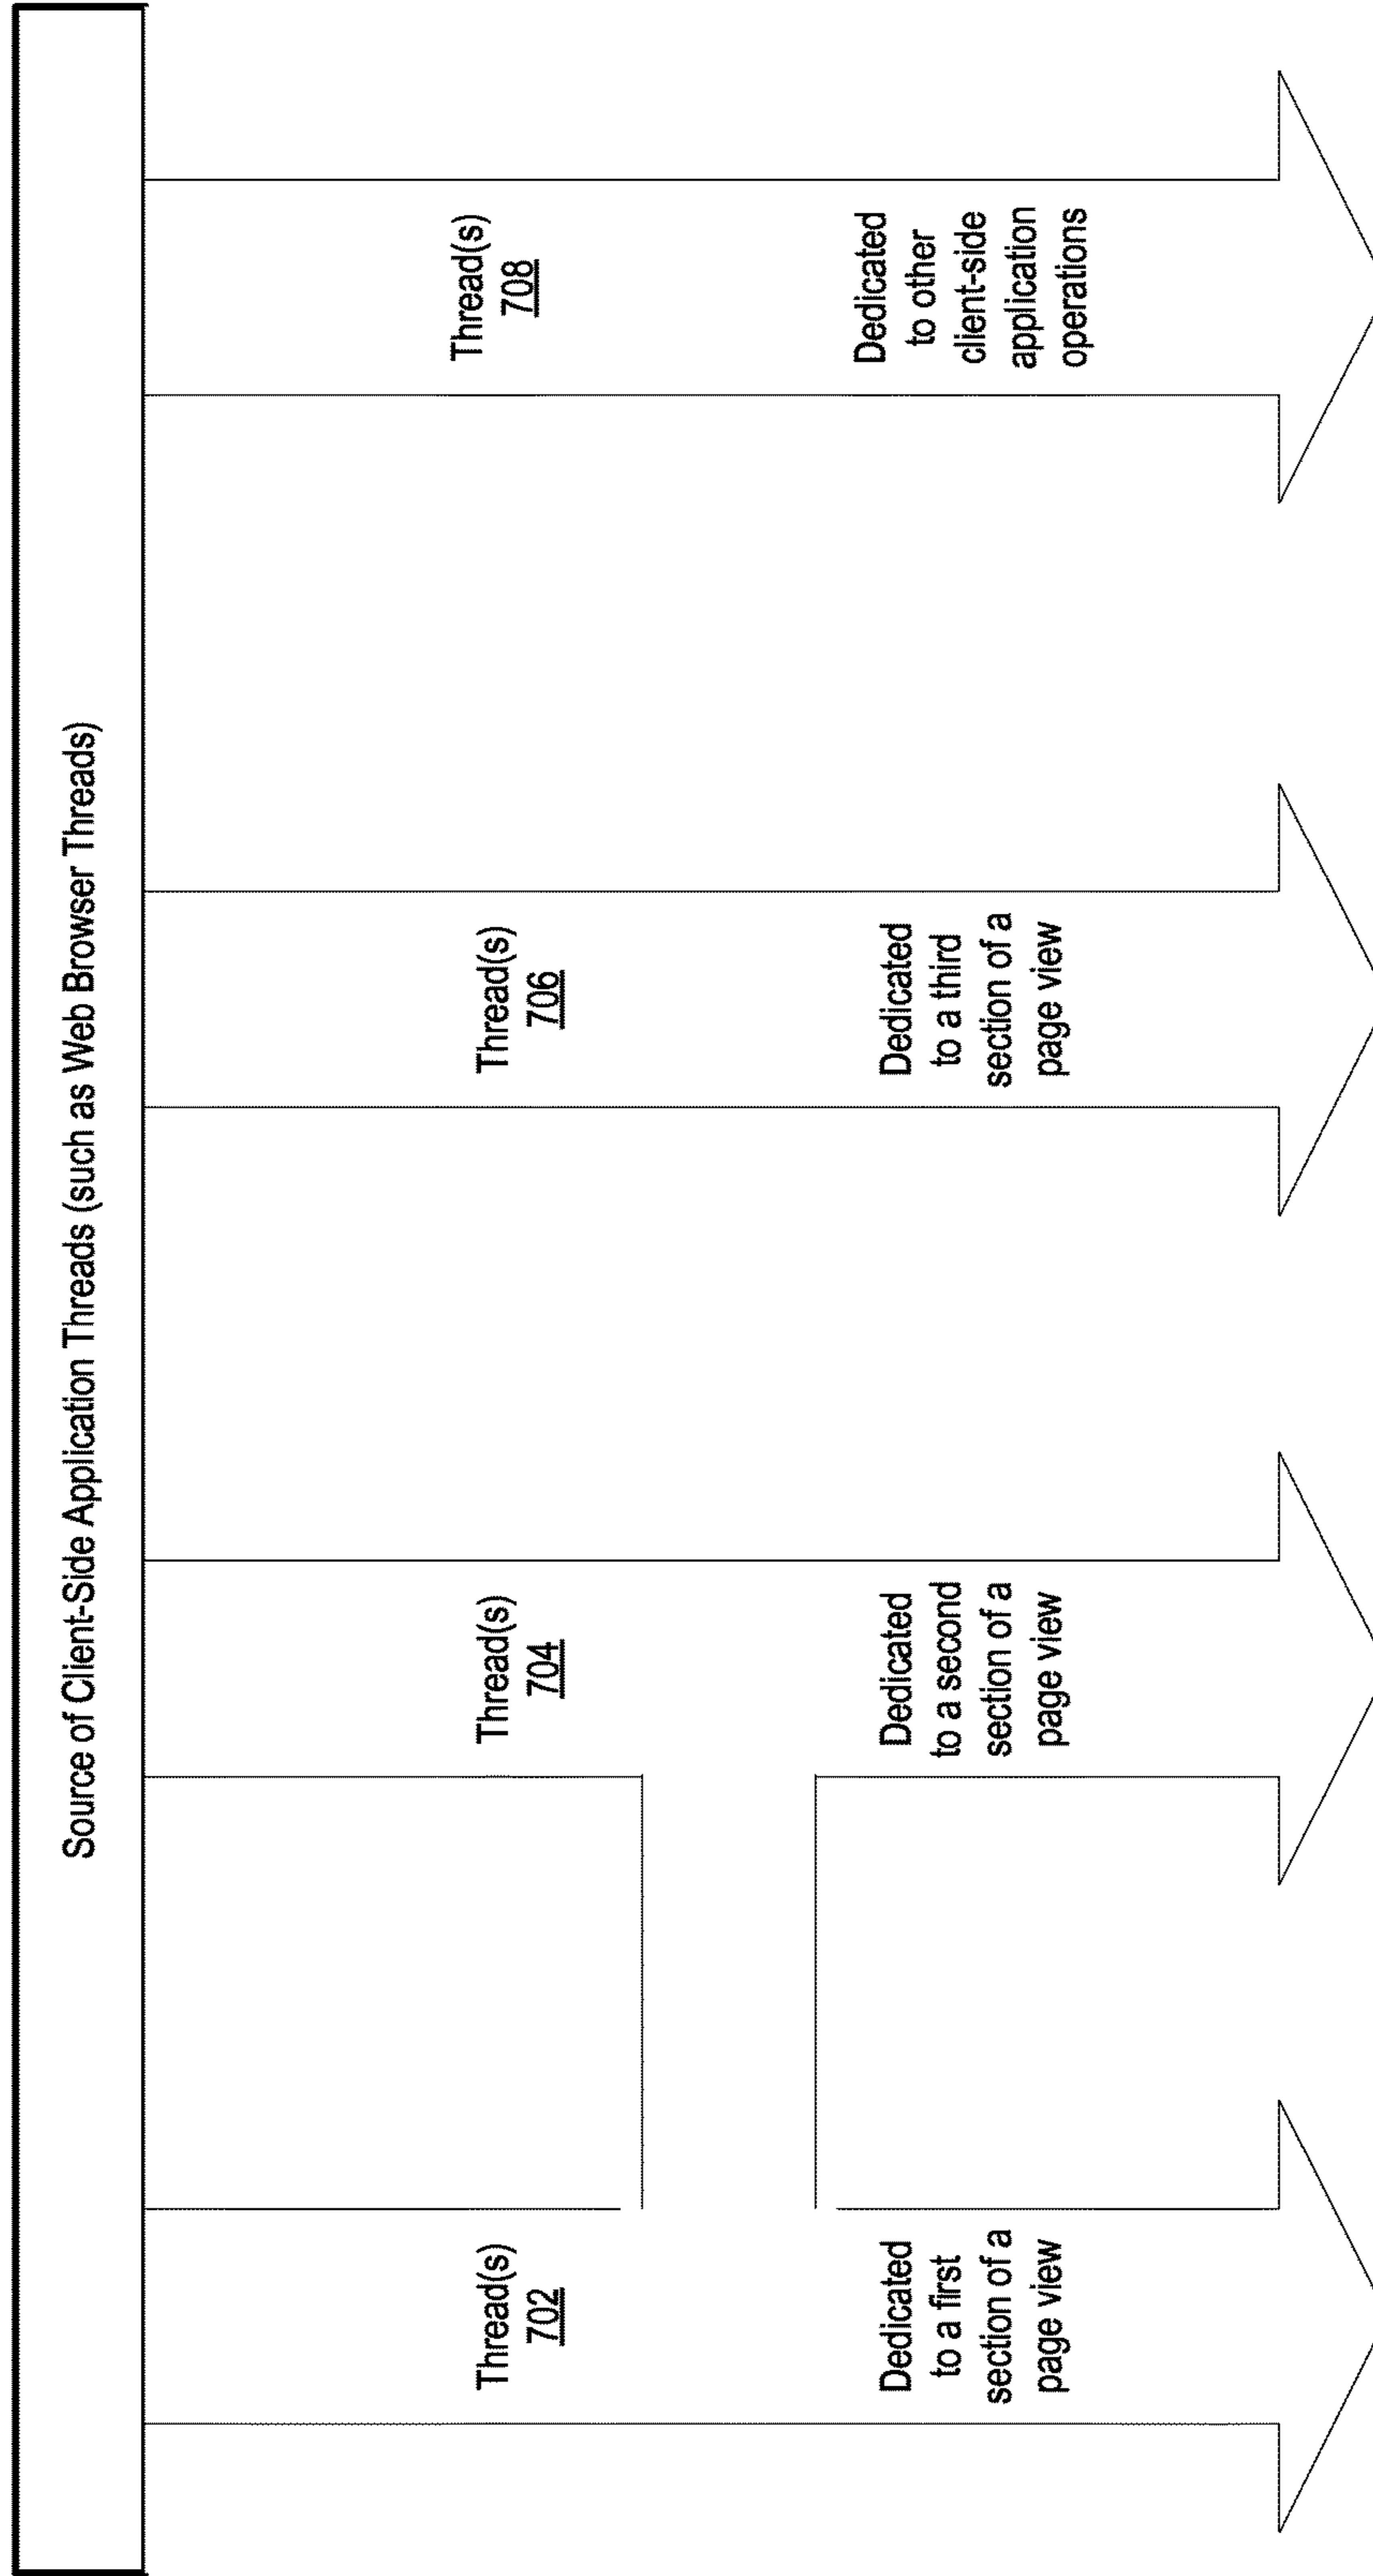 Source of Client-Side Application Threads (such as Web Browser Threads)
Thread(s)
702
Dedicated
to a first
section of a
page view
Thread(s)
704
Dedicated
to a second
section of a
page view
Thread(s)
706
Dedicated
to a third
section of a
page view
Thread(s)
708
Dedicated
to other
client-side
application
operations